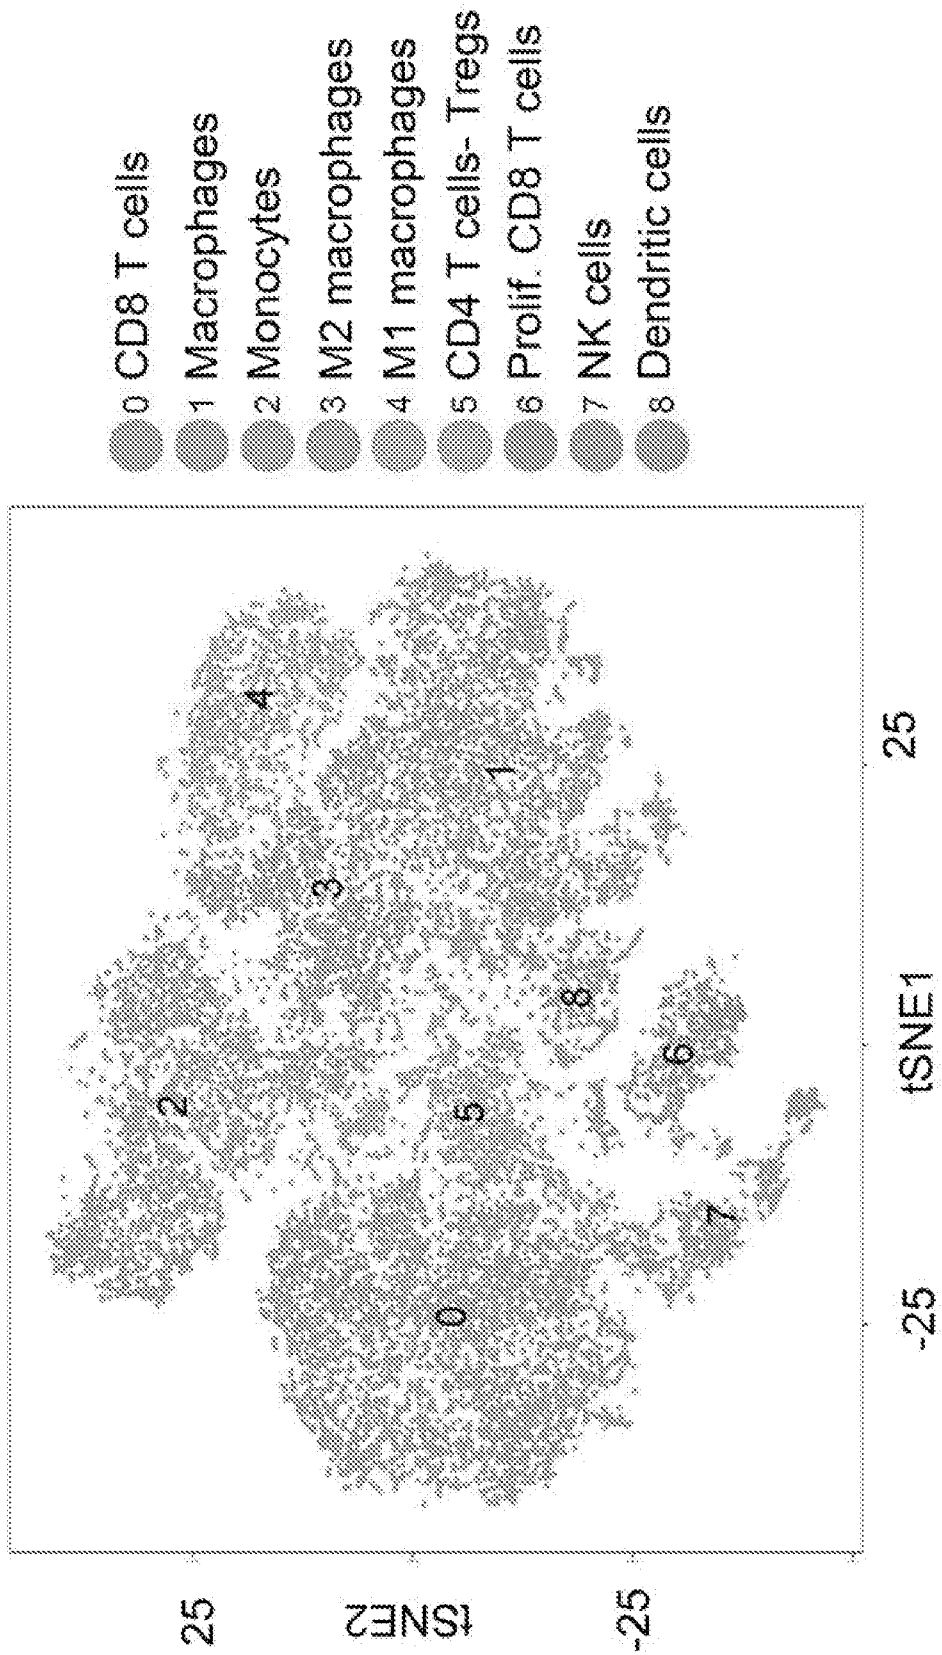 0 CD8 T cells
1 Macrophages
2 Monocytes
3 M2 macrophages
4 M1 macrophages
5 CD4 T cells- Tregs
6 Prolif. CD8 T cells
7 NK cells
8 Dendritic cells
25
tSNE2
-25
2
4
3
0
5
1
8
6
7
-25
25
tSNE1